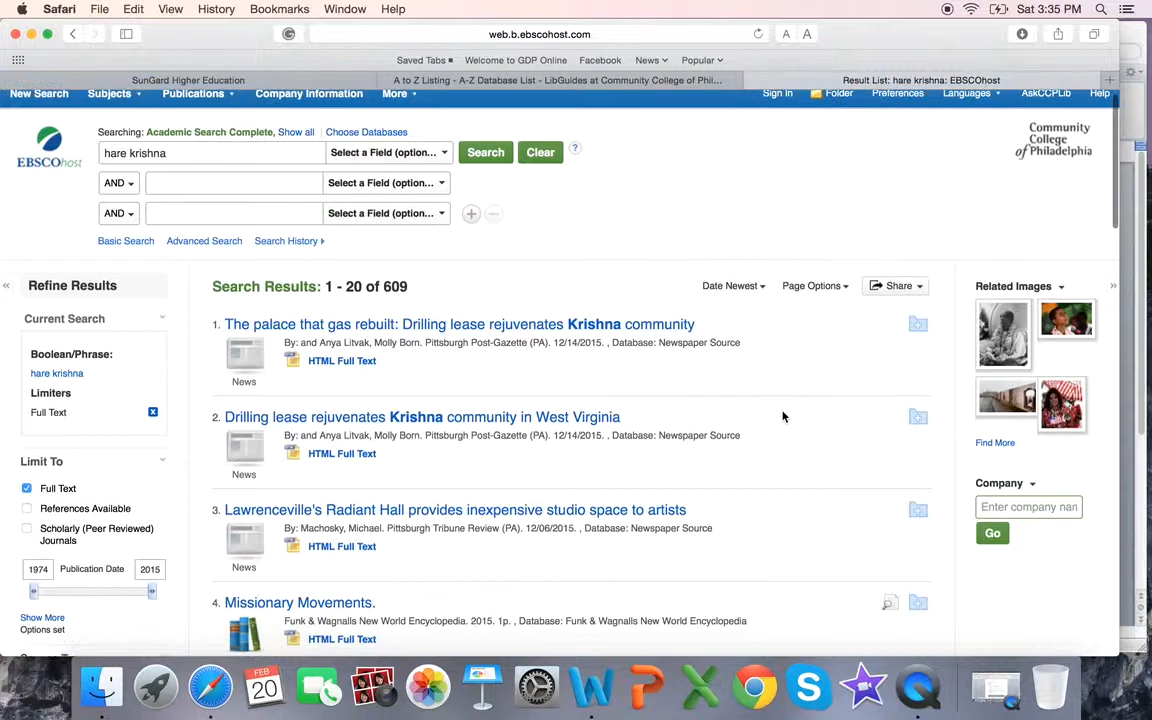 Safari File Edit View History Bookmarks Window Help Sat 3:35 PM
web.b.ebscohost.com A A
Saved Tabs Welcome to GDP Online Facebook News Popular
SunGard Higher Education A to Z Listing - A-Z Database List - LibGuides at Community College of Phil... Result List: hare krishna: EBSCOhost
New Search Subjects Publications Company Information More Sign In Folder Preferences Languages AskCCPLib Help
EBSCOhost
Searching: Academic Search Complete, Show all Choose Databases
hare krishna Select a Field (option... Search Clear ?
AND Select a Field (option...
AND Select a Field (option...
Basic Search Advanced Search Search History
Community
College
of Philadelphia
« Refine Results
Current Search
Boolean/Phrase:
hare krishna
Limiters
Full Text x
Limit To
Full Text
References Available
Scholarly (Peer Reviewed)
Journals
1974 Publication Date 2015
Show More
Options set
Search Results: 1 - 20 of 609 Date Newest Page Options Share
1. The palace that gas rebuilt: Drilling lease rejuvenates Krishna community
By: and Anya Litvak, Molly Born. Pittsburgh Post-Gazette (PA). 12/14/2015. , Database: Newspaper Source
HTML Full Text
News
2. Drilling lease rejuvenates Krishna community in West Virginia
By: and Anya Litvak, Molly Born. Pittsburgh Post-Gazette (PA). 12/14/2015. , Database: Newspaper Source
HTML Full Text
News
3. Lawrenceville's Radiant Hall provides inexpensive studio space to artists
By: Machosky, Michael. Pittsburgh Tribune Review (PA). 12/06/2015. , Database: Newspaper Source
HTML Full Text
News
4. Missionary Movements.
Funk & Wagnalls New World Encyclopedia. 2015. 1p. , Database: Funk & Wagnalls New World Encyclopedia
HTML Full Text
Related Images »
Find More
Company
Enter company nan
Go
FEB
20